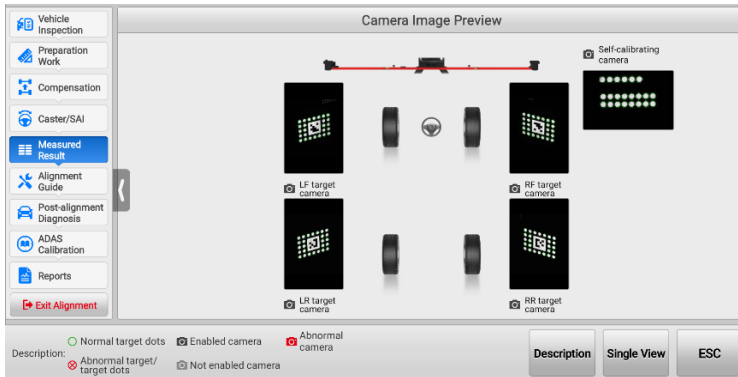 Camera Image Preview
Vehicle
Inspection
Preparation
Work
Compensation
Caster/SAI
Measured
Result
Alignment
Guide
Post-alignment
Diagnosis
ADAS
Calibration
Reports
Exit Alignment
Self-calibrating
camera
LF target
camera
RF target
camera
LR target
camera
RR target
camera
Description:
Normal target dots
Enabled camera
Abnormal
camera
Abnormal target/
target dots
Not enabled camera
Description
Single View
ESC